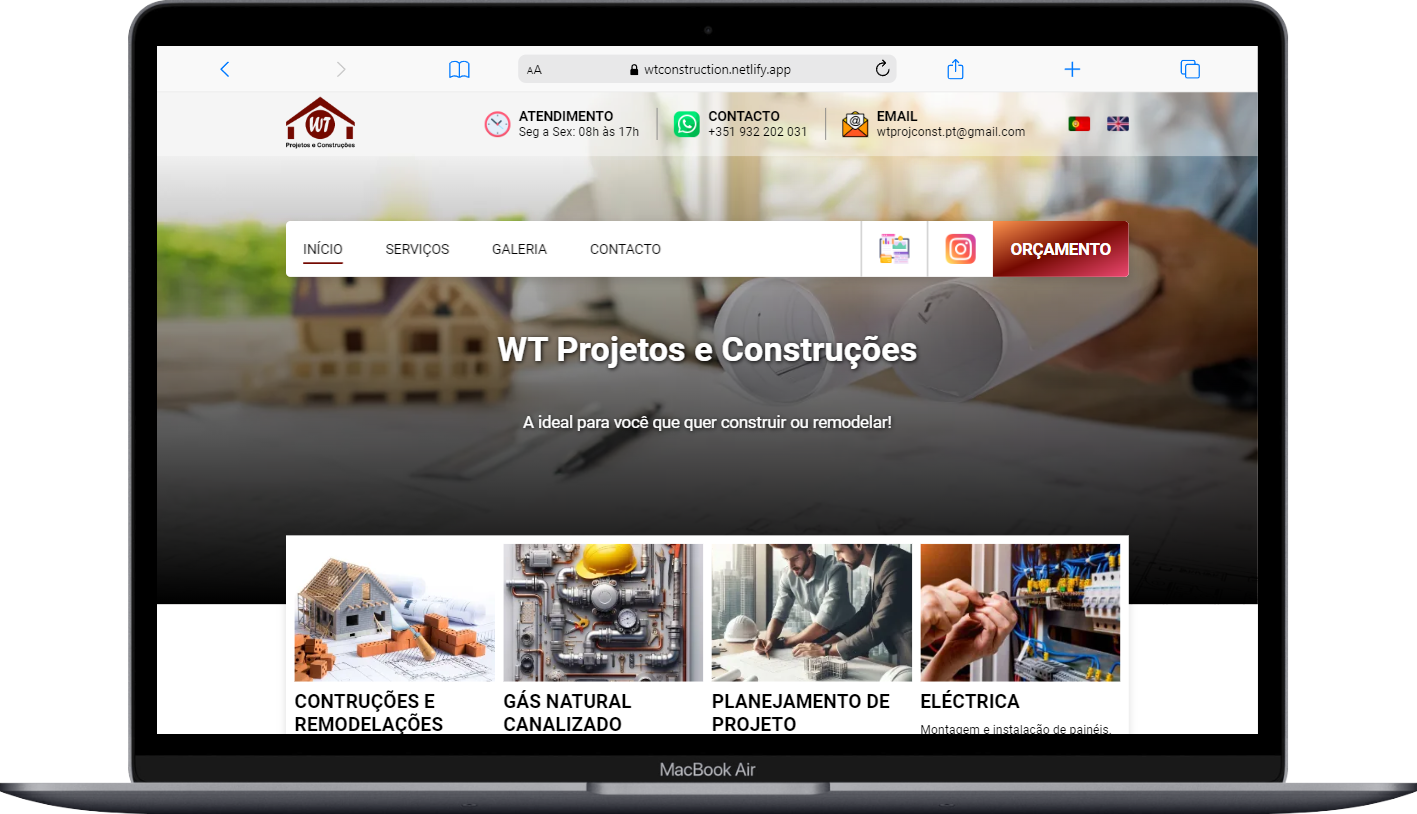 AA
wtconstruction.netlify.app
WT
Projetos e Construções
ATENDIMENTO
Seg a Sex: 08h às 17h
CONTACTO
+351 932 202 031
EMAIL
wtprojconst.pt@gmail.com
INÍCIO
SERVIÇOS
GALERIA
CONTACTO
ORÇAMENTO
WT Projetos e Construções
A ideal para você que quer construir ou remodelar!
CONTRUÇÕES E
REMODELAÇÕES
GÁS NATURAL
CANALIZADO
PLANEJAMENTO DE
PROJETO
ELÉCTRICA
Montagem e instalação de painéis,
MacBook Air